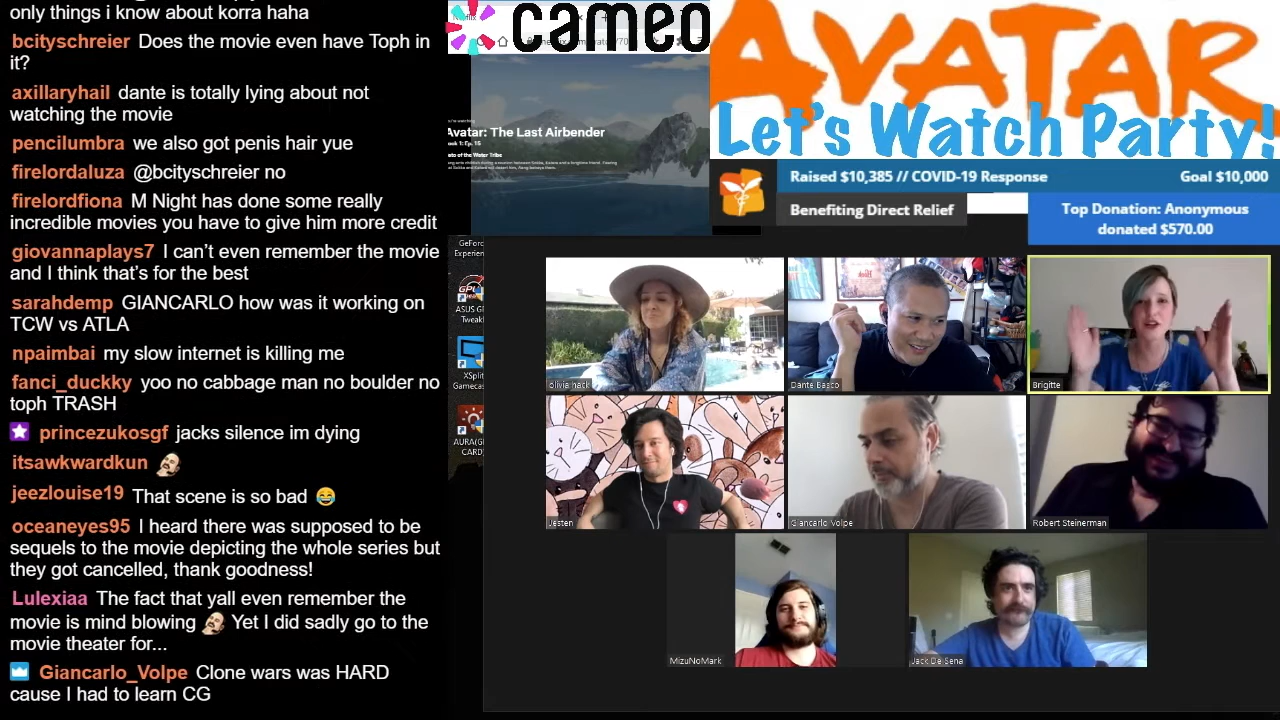 only things i know about korra haha
bcityschreier Does the movie even have Toph in
it?
axillaryhail dante is totally lying about not
watching the movie
pencilumbra we also got penis hair yue
firelordaluza @bcityschreier no
firelordfiona M Night has done some really
incredible movies you have to give him more credit
giovannaplays7 I can't even remember the movie
and I think that's for the best
sarahdemp GIANCARLO how was it working on
TCW vs ATLA
npaimbai my slow internet is killing me
fanci_duckky yoo no cabbage man no boulder no
toph TRASH
princezukosgf jacks silence im dying
itsawkwardkun
jeezlouise19 That scene is so bad 😂
oceaneyes95 I heard there was supposed to be
sequels to the movie depicting the whole series but
they got cancelled, thank goodness!
Lulexiaa The fact that yall even remember the
movie is mind blowing Yet I did sadly go to the
movie theater for...
Giancarlo_Volpe Clone wars was HARD
cause I had to learn CG
cameo
Avatar: The Last Airbender
AVATAR
Let's Watch Party!
Raised $10,385 // COVID-19 Response Goal $10,000
Benefiting Direct Relief
Top Donation: Anonymous
donated $570.00
GeForce
Experien
ASUS G
Tweak
XSplit
Gamecas
AURA(G
CARD)
olivia hack
Dante Basco
Brigitte
Jesten
Giancarlo Volpe
Robert Steinerman
MizuNoMark
Jack De Sena